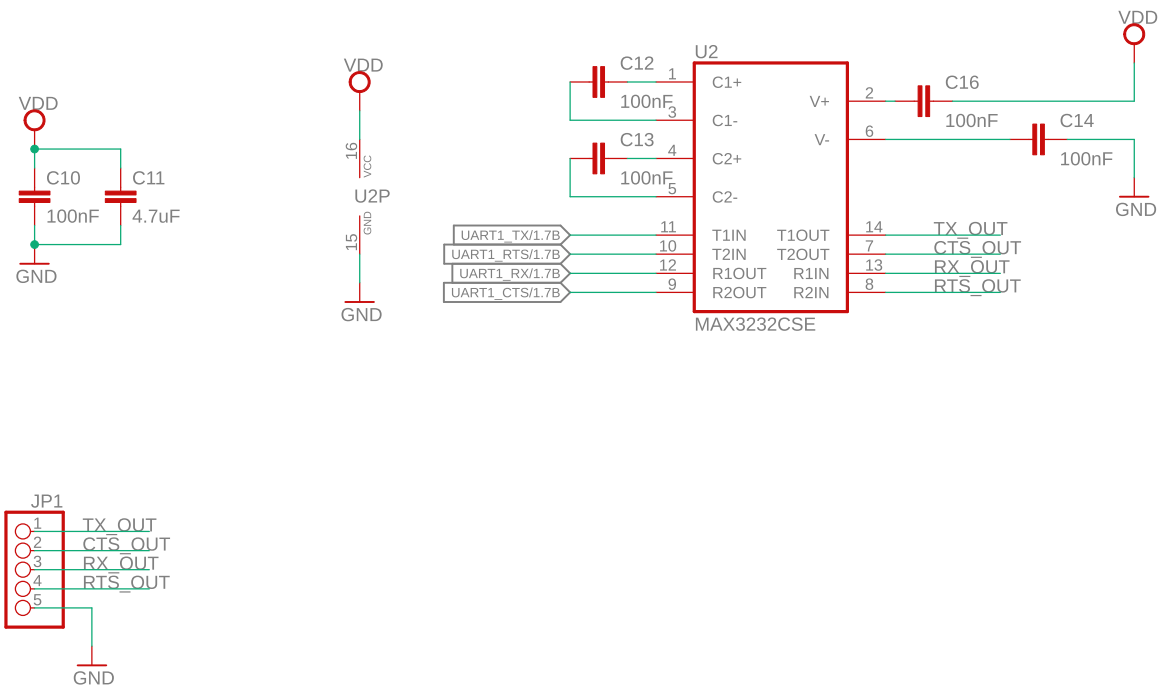 VDD
C10
100nF
C11
4.7uF
GND
VDD
16
VCC
U2P
GND
15
GND
U2
C12
100nF
C13
100nF
1
3
4
5
C1+
C1-
C2+
C2-
UART1_TX/1.7B
UART1_RTS/1.7B
UART1_RX/1.7B
UART1_CTS/1.7B
11
10
12
9
T1IN
T2IN
R1OUT
R2OUT
V+
V-
T1OUT
T2OUT
R1IN
R2IN
2
6
14
7
13
8
TX_OUT
CTS_OUT
RX_OUT
RTS_OUT
MAX3232CSE
C16
100nF
VDD
C14
100nF
GND
JP1
1 TX_OUT
2 CTS_OUT
3 RX_OUT
4 RTS_OUT
5
GND